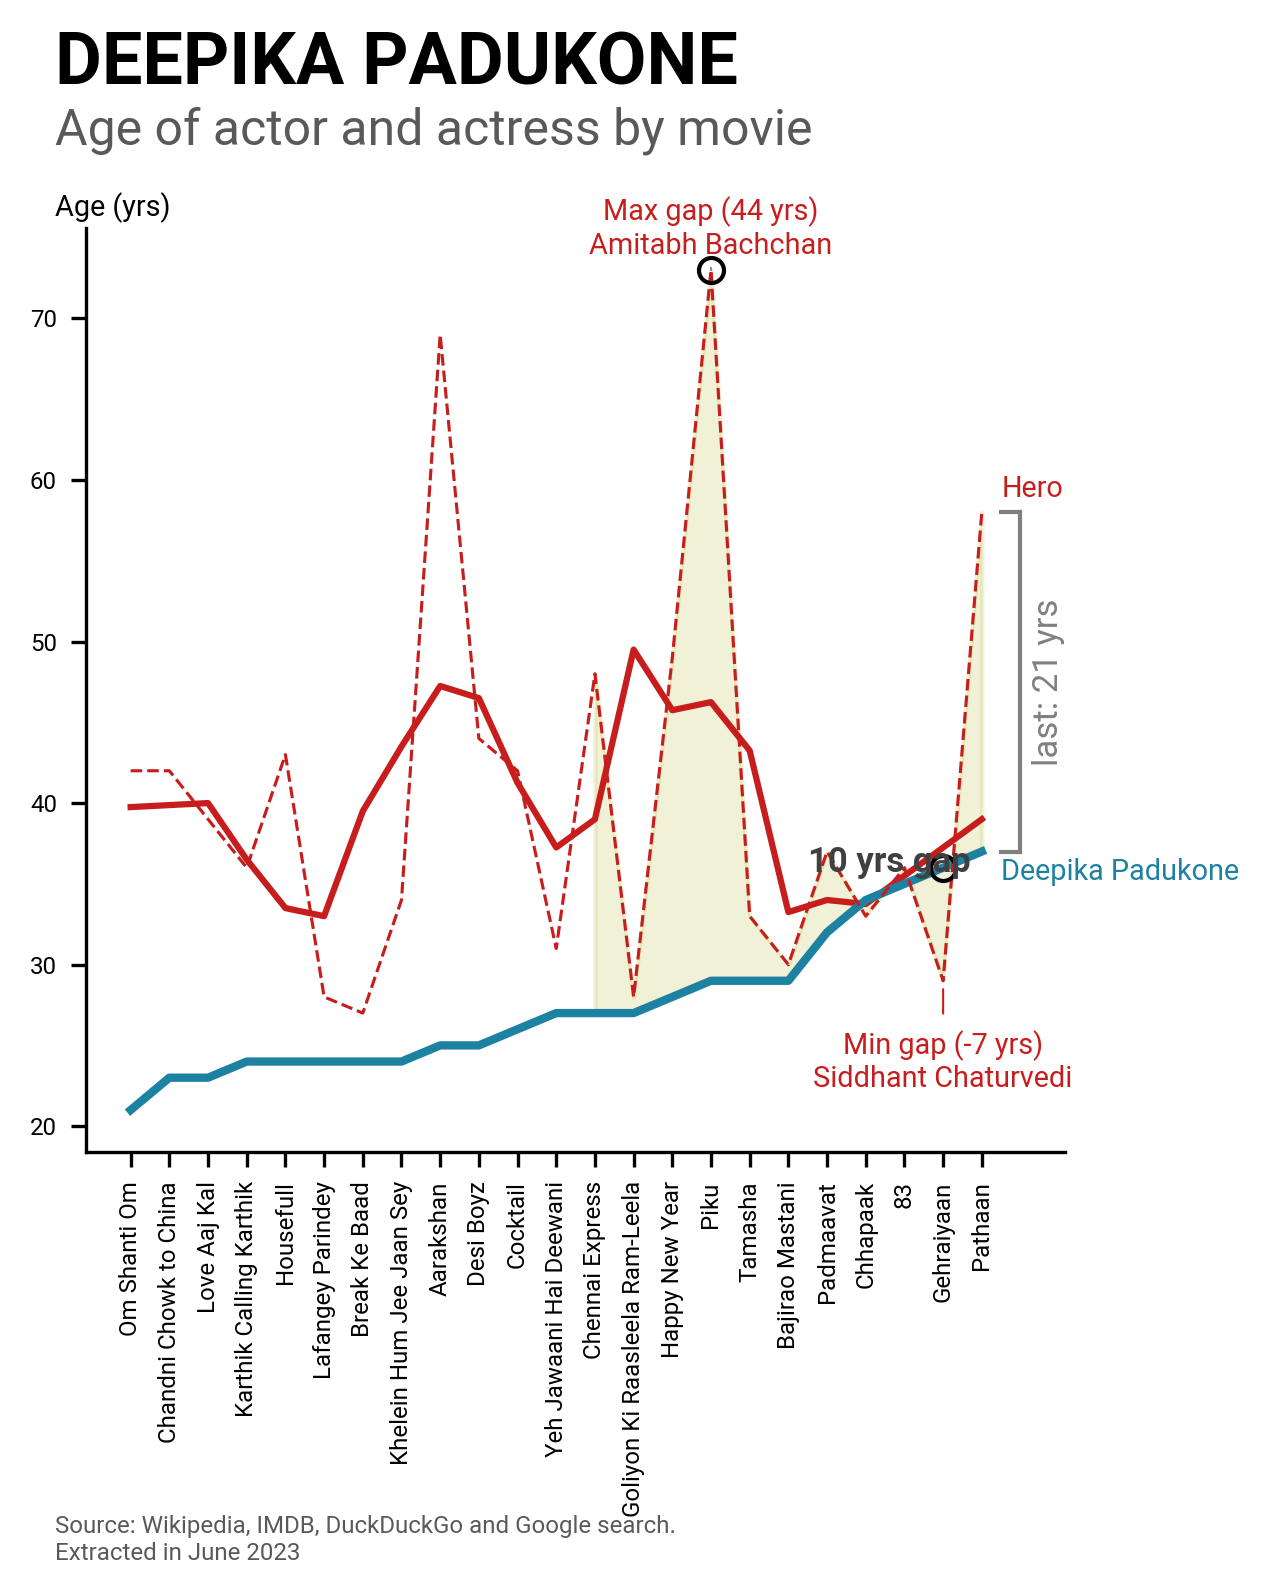 DEEPIKA PADUKONE
Age of actor and actress by movie
Age (yrs)
Max gap (44 yrs)
Amitabh Bachchan
70
60
50
40
30
20
Hero
last: 21 yrs
10 yrs gap
Deepika Padukone
Min gap (-7 yrs)
Siddhant Chaturvedi
Om Shanti Om
Chandni Chowk to China
Love Aaj Kal
Karthik Calling Karthik
Housefull
Lafangey Parindey
Break Ke Baad
Khelein Hum Jee Jaan Sey
Aarakshan
Desi Boyz
Cocktail
Yeh Jawaani Hai Deewani
Chennai Express
Goliyon Ki Raasleela Ram-Leela
Happy New Year
Piku
Tamasha
Bajirao Mastani
Padmaavat
Chhapaak
83
Gehraiyaan
Pathaan
Source: Wikipedia, IMDB, DuckDuckGo and Google search.
Extracted in June 2023